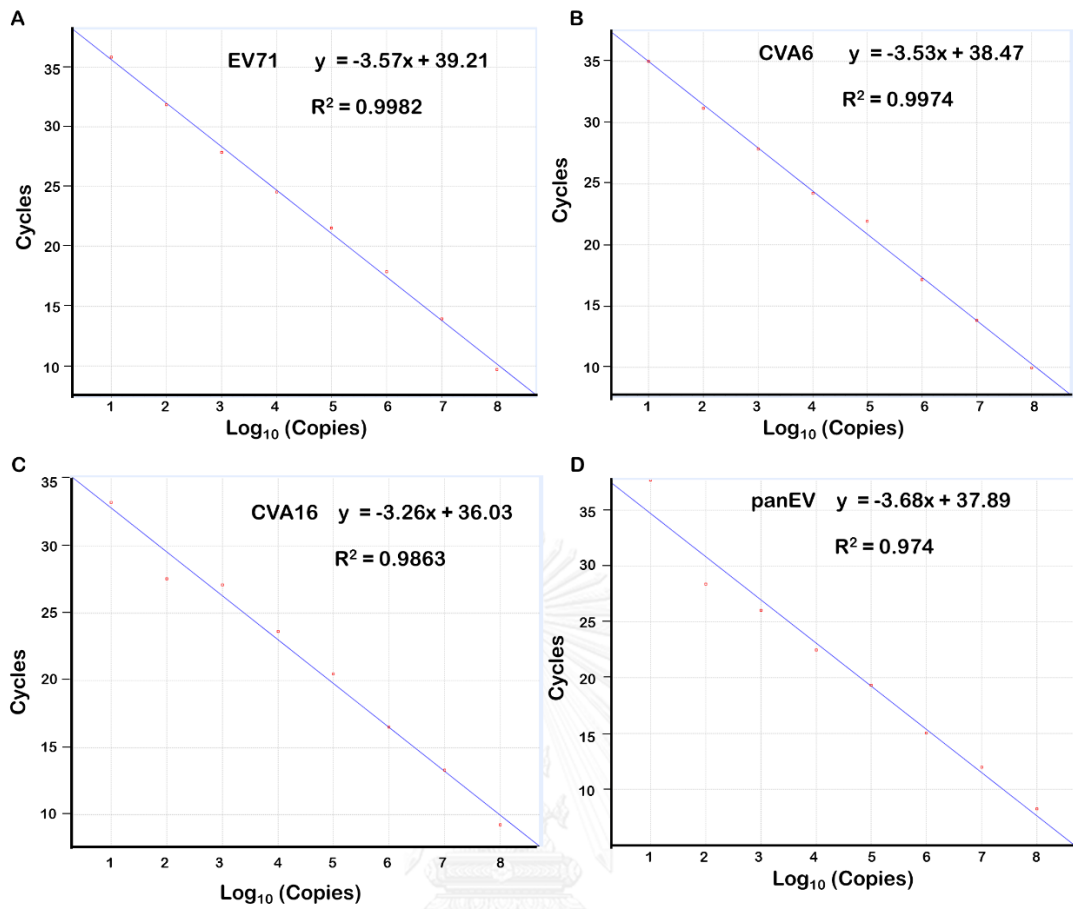 A
EV71 y = -3.57x + 39.21
R² = 0.9982
Cycles
35
30
25
20
15
10
1 2 3 4 5 6 7 8
Log₁₀ (Copies)
B
CVA6 y = -3.53x + 38.47
R² = 0.9974
Cycles
35
30
25
20
15
10
1 2 3 4 5 6 7 8
Log₁₀ (Copies)
C
CVA16 y = -3.26x + 36.03
R² = 0.9863
Cycles
35
30
25
20
15
10
1 2 3 4 5 6 7 8
Log₁₀ (Copies)
D
panEV y = -3.68x + 37.89
R² = 0.974
Cycles
35
30
25
20
15
10
1 2 3 4 5 6 7 8
Log₁₀ (Copies)